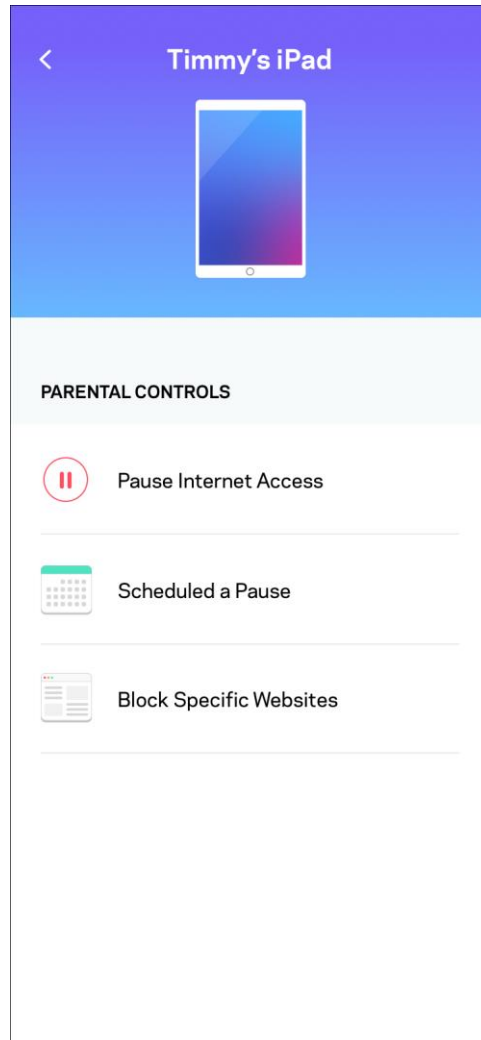 Timmy's iPad
PARENTAL CONTROLS
Pause Internet Access
Scheduled a Pause
Block Specific Websites